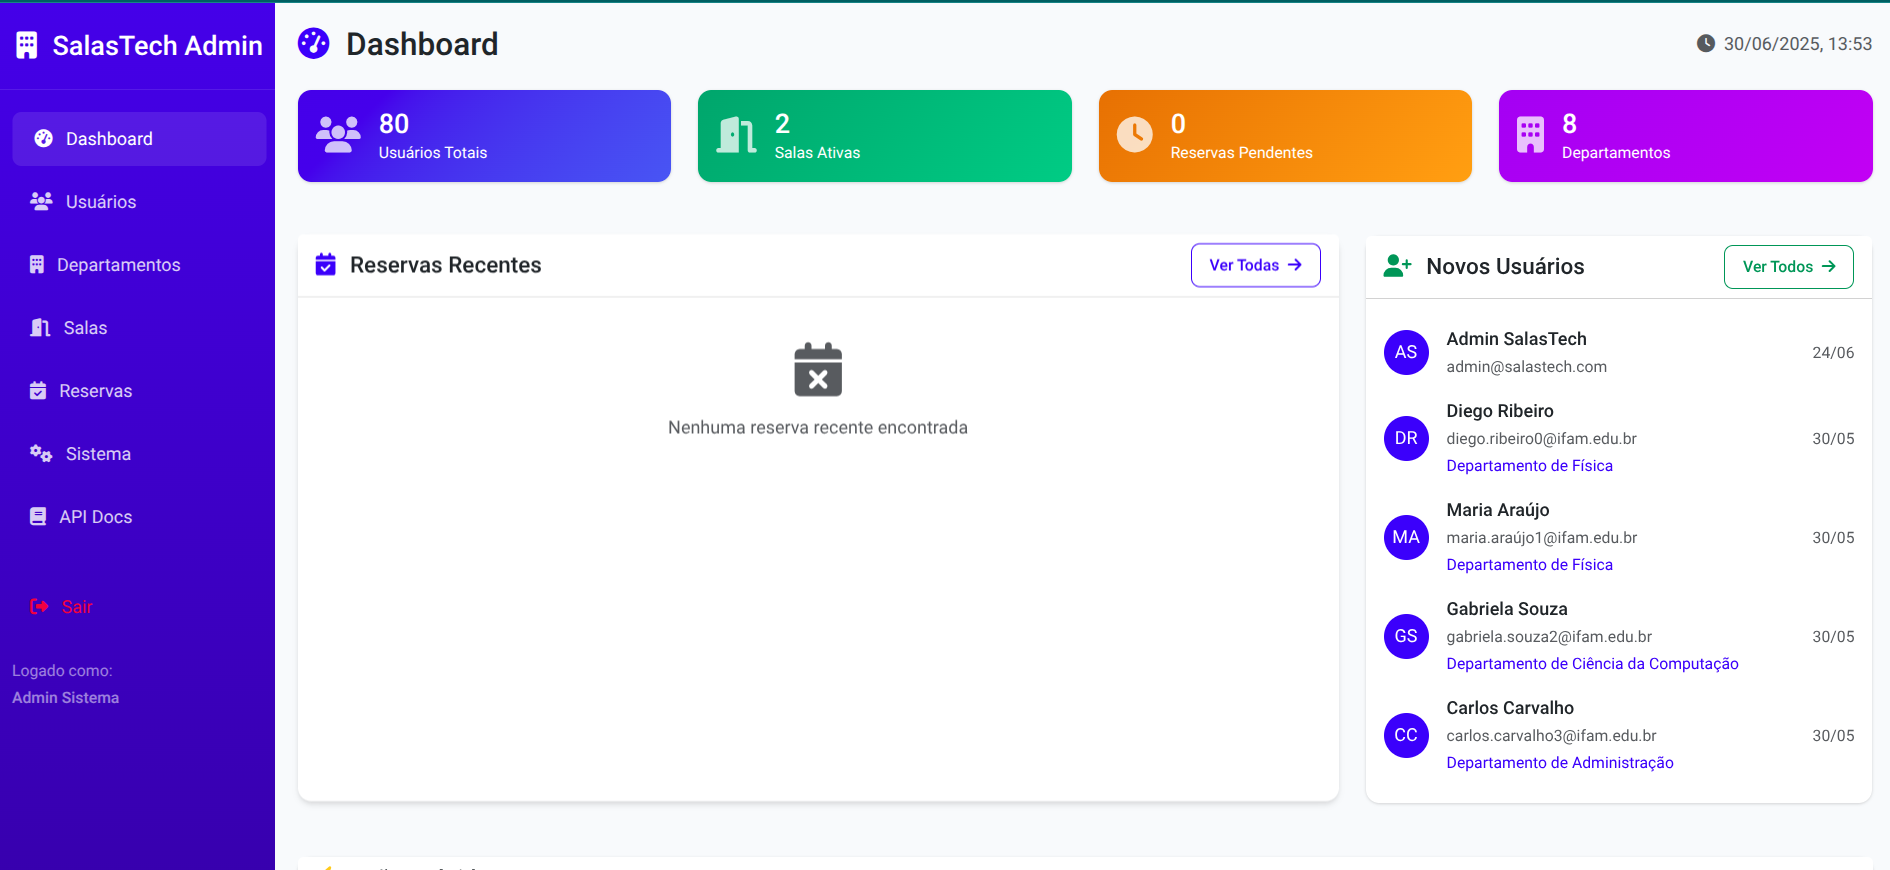 SalasTech Admin
Dashboard
Usuários
Departamentos
Salas
Reservas
Sistema
API Docs
Sair
Logado como:
Admin Sistema
Dashboard
30/06/2025, 13:53
80
Usuários Totais
2
Salas Ativas
0
Reservas Pendentes
8
Departamentos
Reservas Recentes
Ver Todas
Nenhuma reserva recente encontrada
Novos Usuários
Ver Todos
AS
Admin SalasTech
admin@salastech.com
24/06
DR
Diego Ribeiro
diego.ribeiro0@ifam.edu.br
Departamento de Física
30/05
MA
Maria Araújo
maria.araújo1@ifam.edu.br
Departamento de Física
30/05
GS
Gabriela Souza
gabriela.souza2@ifam.edu.br
Departamento de Ciência da Computação
30/05
CC
Carlos Carvalho
carlos.carvalho3@ifam.edu.br
Departamento de Administração
30/05